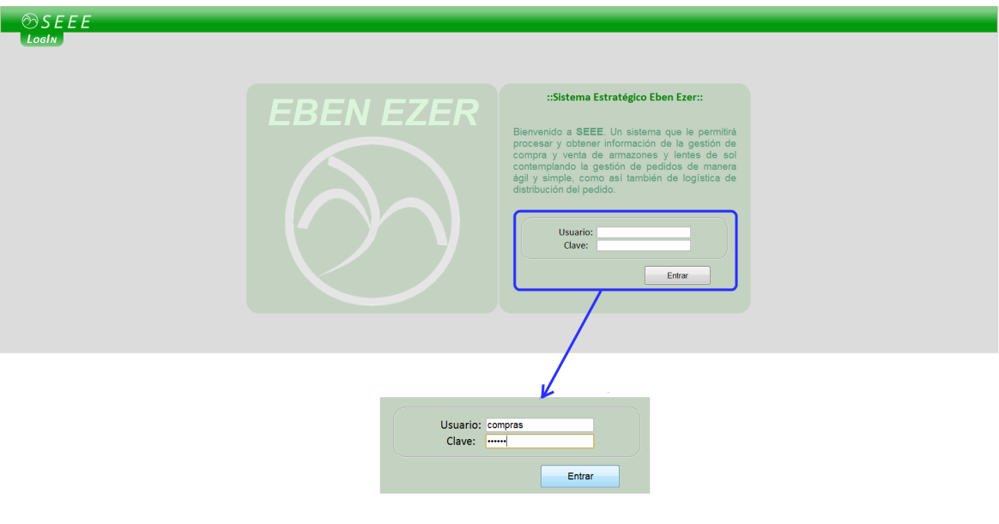 SEEE
LogIn
EBEN EZER
::Sistema Estratégico Eben Ezer::
Bienvenido a SEEE. Un sistema que le permitirá
procesar y obtener información de la gestión de
compra y venta de armazones y lentes de sol
contemplando la gestión de pedidos de manera
ágil y simple, como así también de logística de
distribución del pedido.
Usuario:
Clave:
Entrar
Usuario: compras
Clave: ••••••
Entrar